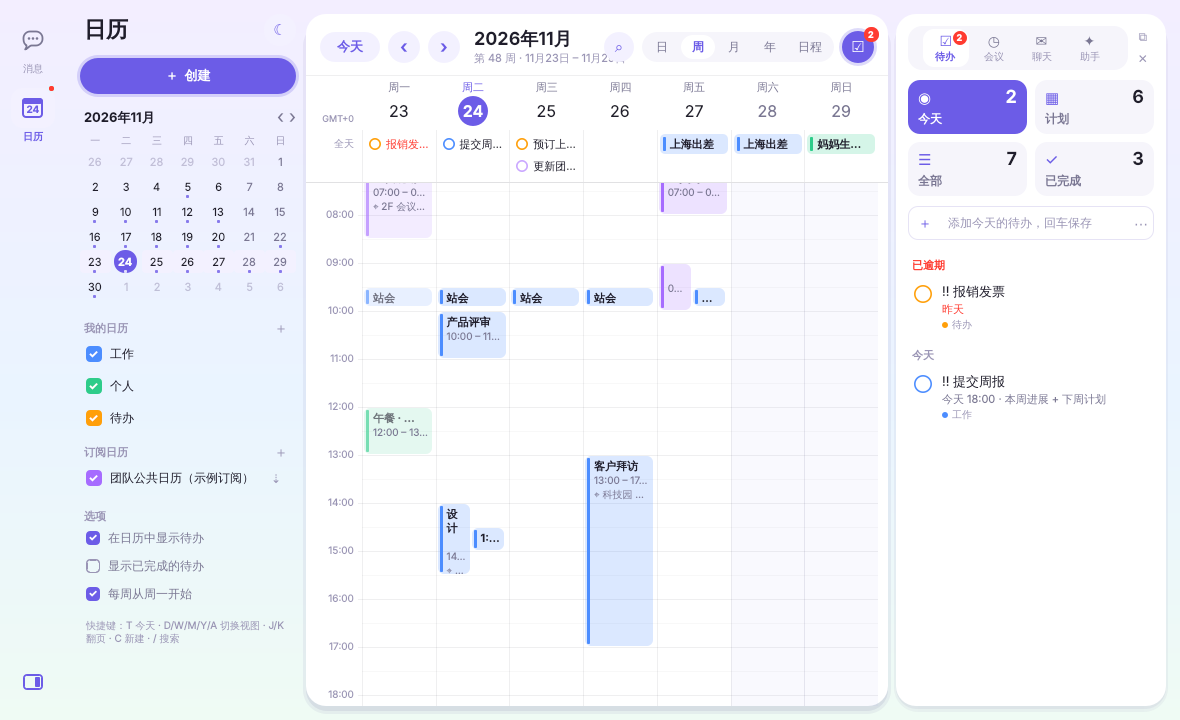 消息
24
日历
日历
+ 创建
2026年11月
一 二 三 四 五 六 日
26 27 28 29 30 31 1
2 3 4 5 6 7 8
9 10 11 12 13 14 15
16 17 18 19 20 21 22
23 24 25 26 27 28 29
30 1 2 3 4 5 6
我的日历 +
工作
个人
待办
订阅日历 +
团队公共日历（示例订阅）
选项
在日历中显示待办
显示已完成的待办
每周从周一开始
快捷键：T 今天 · D/W/M/Y/A 切换视图 · J/K
翻页 · C 新建 · / 搜索
今天
2026年11月
第 48 周 · 11月23日 – 11月2
日 周 月 年 日程
2
周一 周二 周三 周四 周五 周六 周日
GMT+0 23 24 25 26 27 28 29
全天 报销发... 提交周... 预订上... 上海出差 上海出差 妈妈生...
更新团...
07:00 – 0... 07:00 – 0...
2F 会议...
08:00
09:00
0...
站会 站会 站会 站会 ...
10:00
产品评审
10:00 – 11...
11:00
12:00
午餐 · ...
12:00 – 13...
13:00
客户拜访
13:00 – 17...
科技园 ...
14:00
设计
1:...
14...
15:00
16:00
17:00
18:00
2
待办 会议 聊天 助手
2
今天
6
计划
7
全部
3
已完成
+ 添加今天的待办，回车保存 ...
已逾期
!! 报销发票
昨天
待办
今天
!! 提交周报
今天 18:00 · 本周进展 + 下周计划
工作